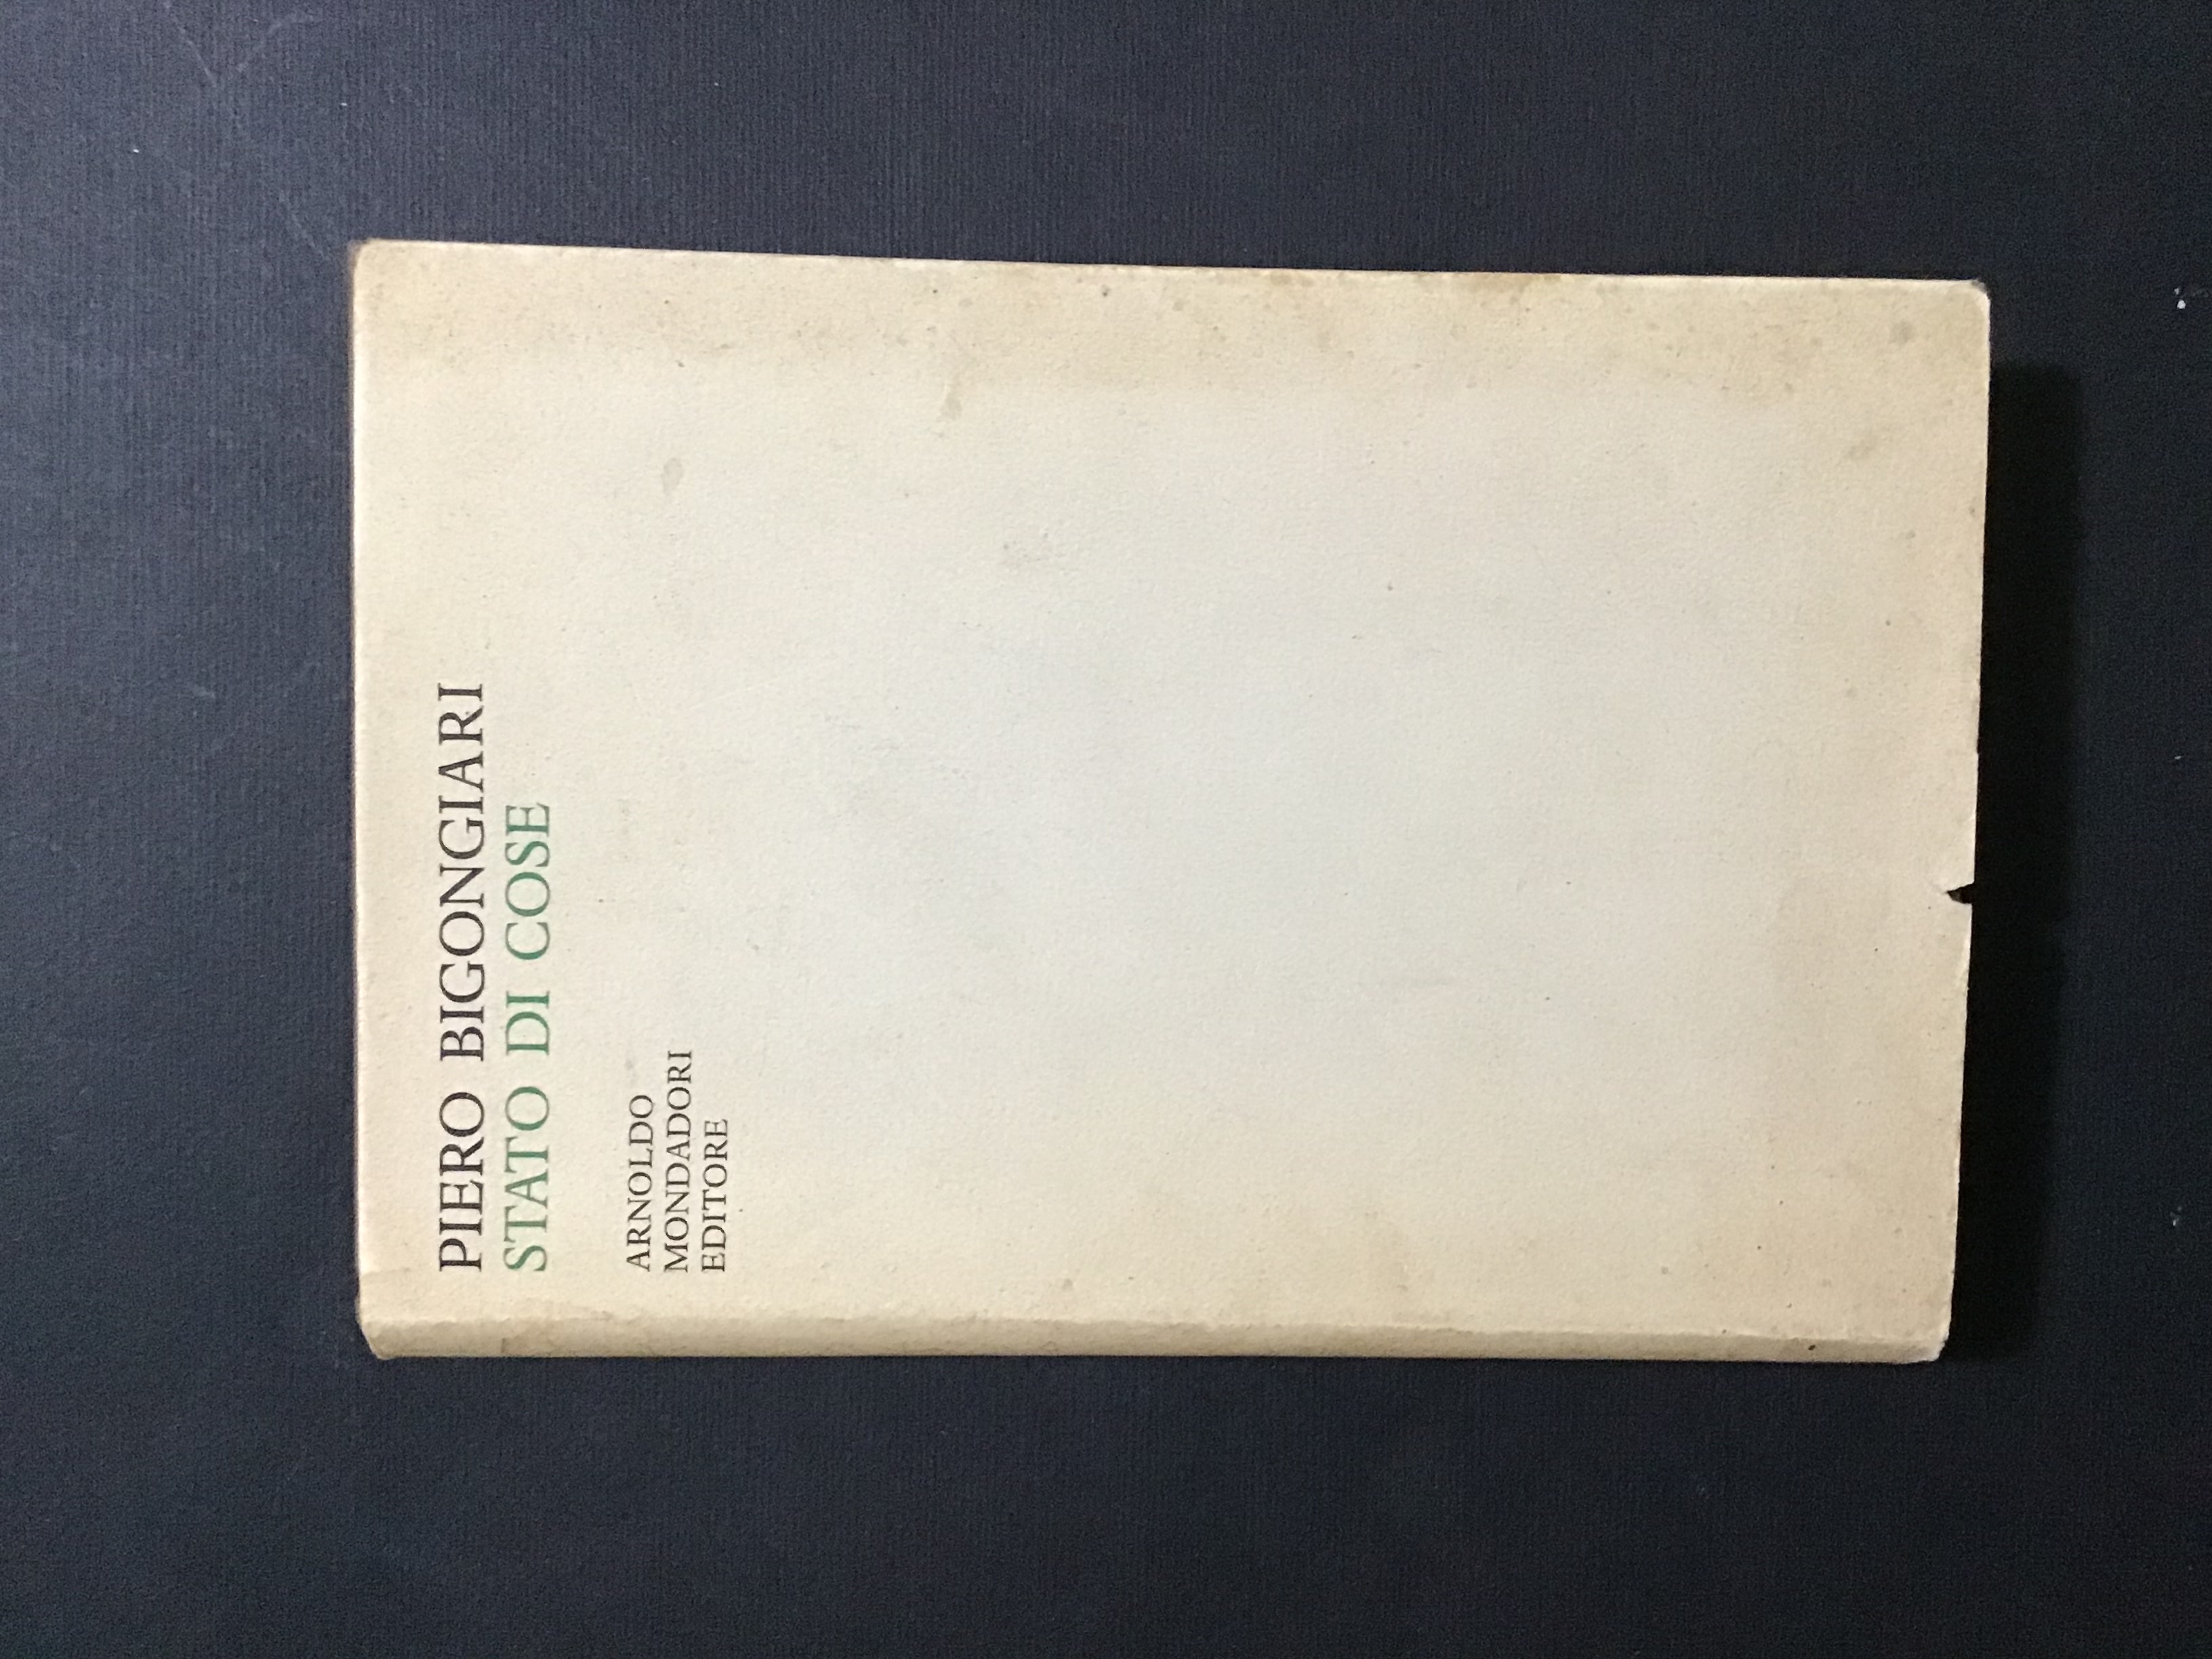 PIERO BIGONGIARI
STATO DI COSE
ARNOLDO
MONDADORI
EDITORE